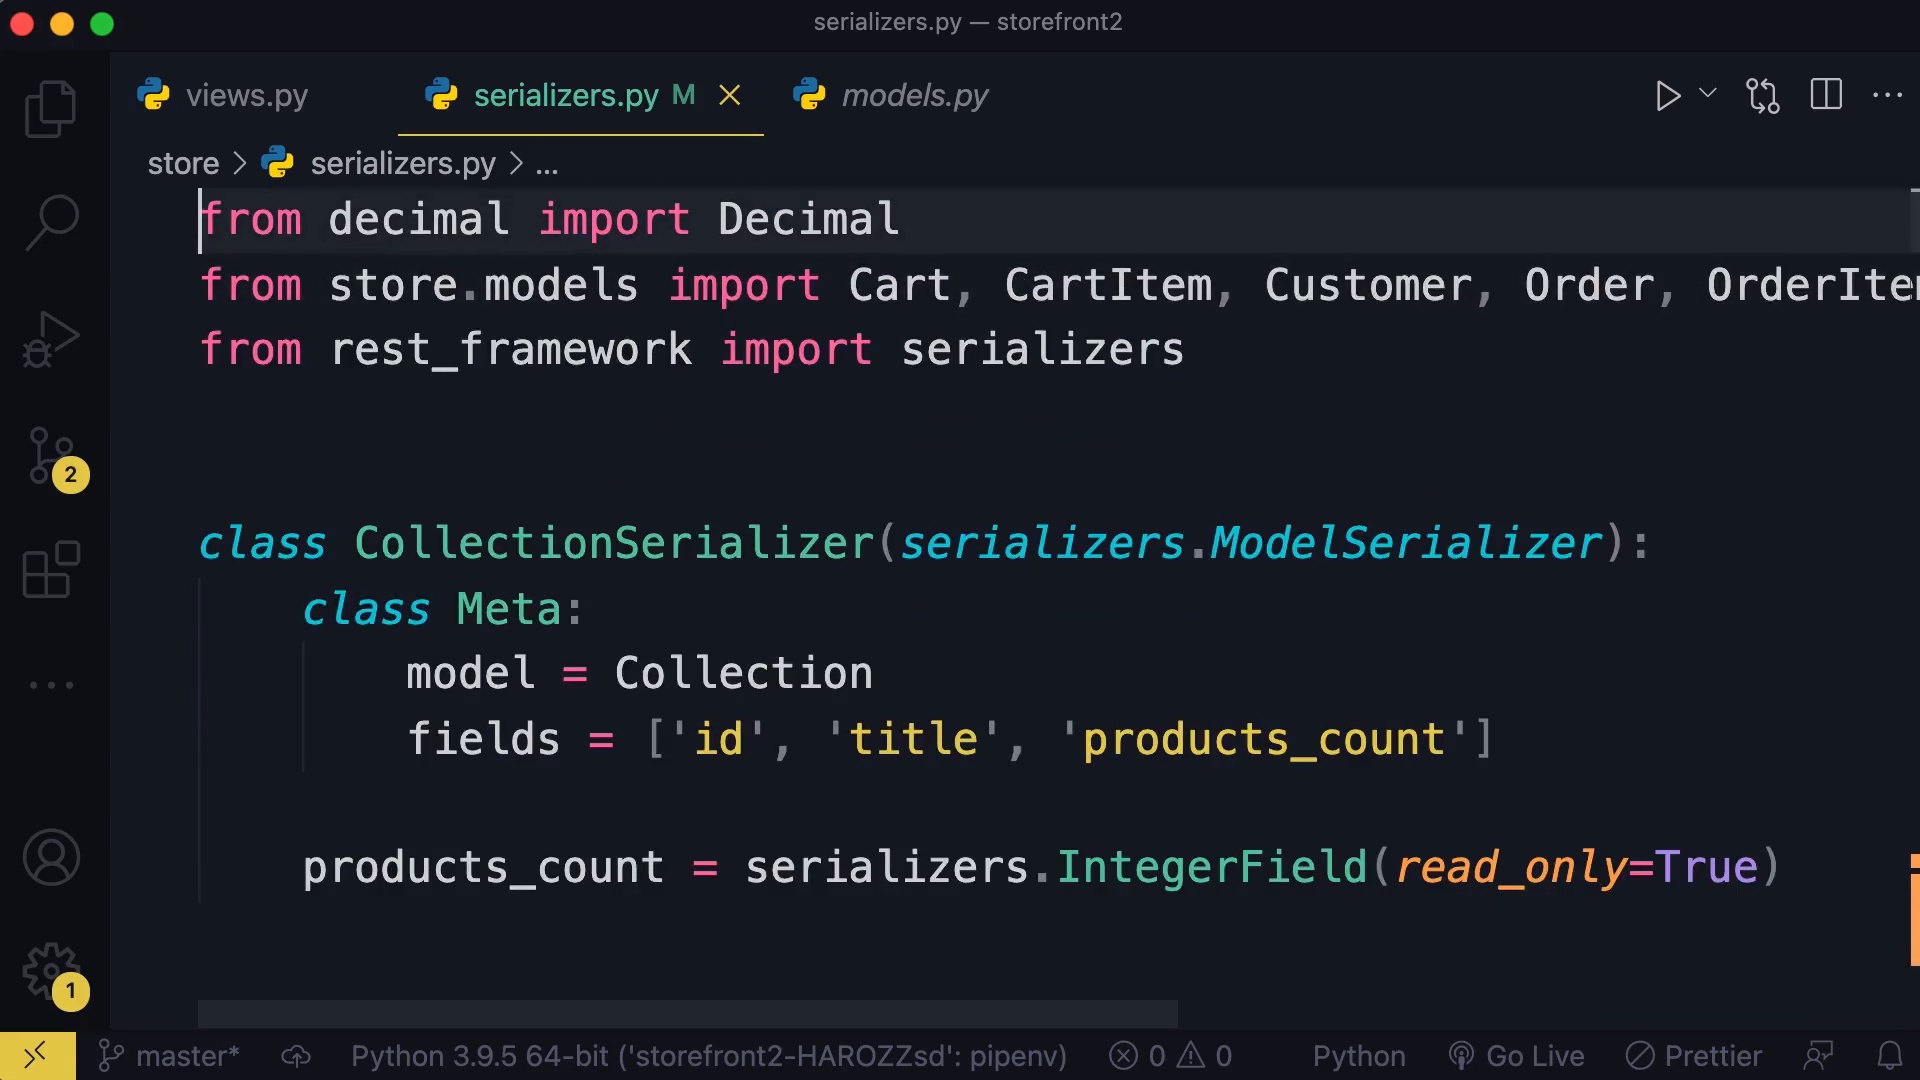 serializers.py — storefront2
views.py serializers.py M models.py
store > serializers.py > ...
from decimal import Decimal
from store.models import Cart, CartItem, Customer, Order, OrderIte
from rest_framework import serializers
class CollectionSerializer(serializers.ModelSerializer):
class Meta:
model = Collection
fields = ['id', 'title', 'products_count']
products_count = serializers.IntegerField(read_only=True)
2
1
master* Python 3.9.5 64-bit ('storefront2-HAROZZsd': pipenv) 0 0 Python Go Live Prettier